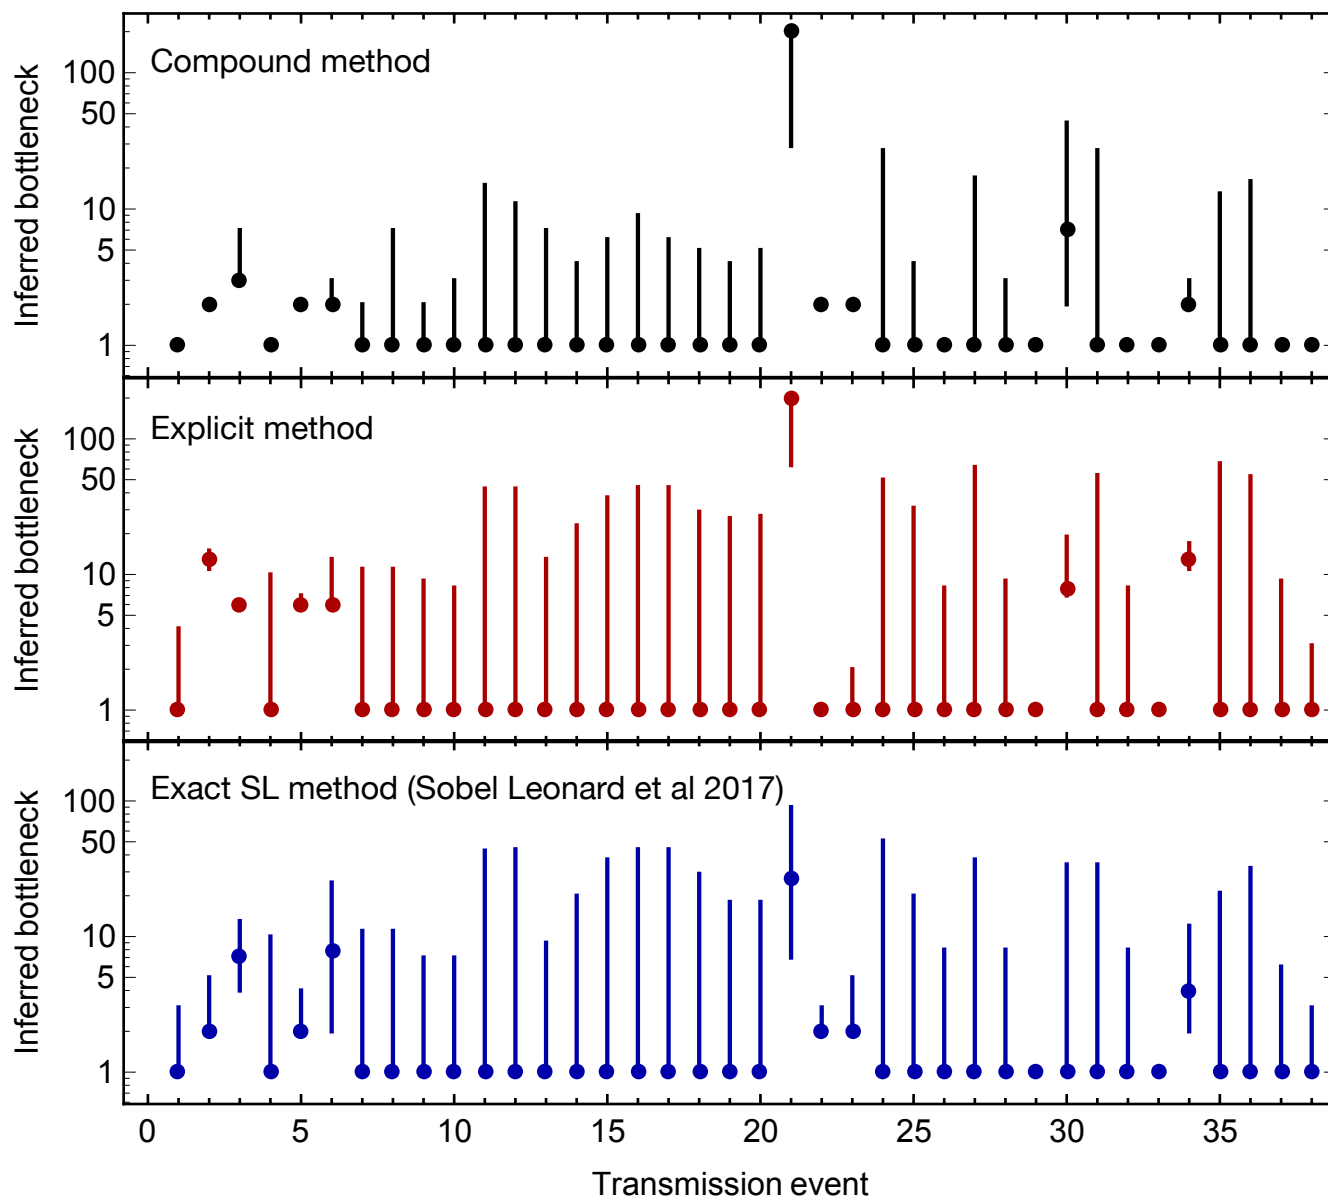 Compound method
Inferred bottleneck
100
50
10
5
1
Explicit method
Inferred bottleneck
100
50
10
5
1
Exact SL method (Sobel Leonard et al 2017)
Inferred bottleneck
100
50
10
5
1
0 5 10 15 20 25 30 35
Transmission event